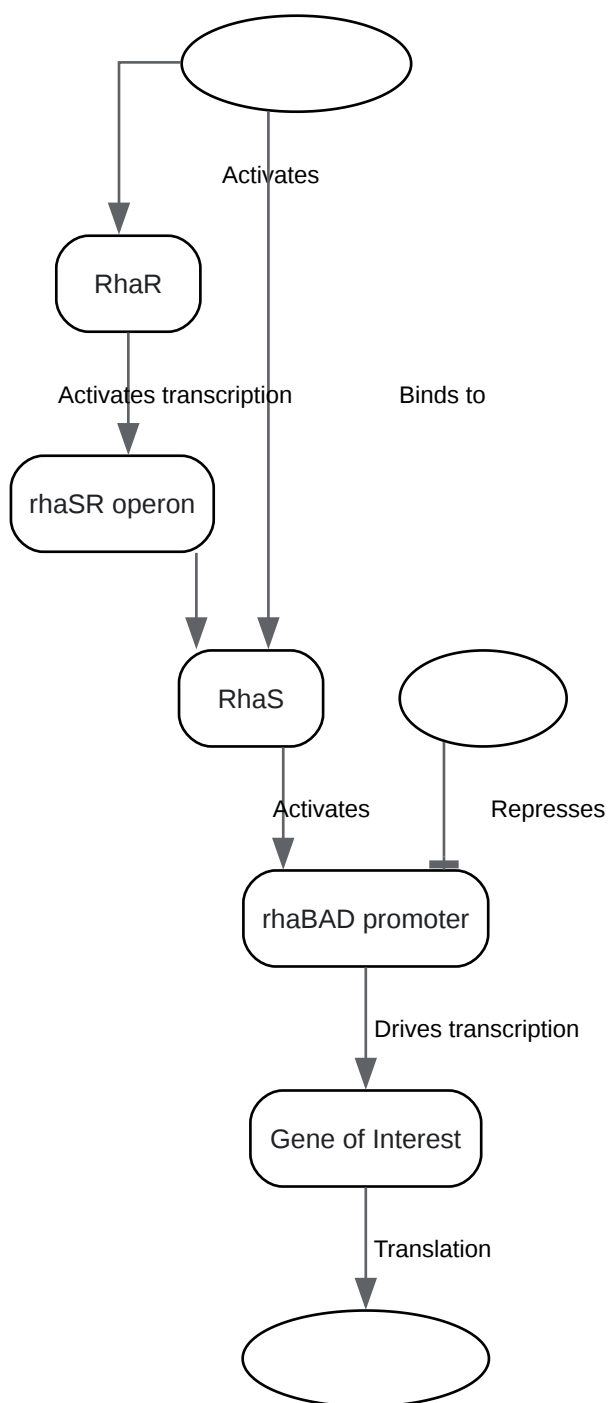 Activates
RhaR
Activates transcription
Binds to
rhaSR operon
RhaS
Activates
Represses
rhaBAD promoter
Drives transcription
Gene of Interest
Translation